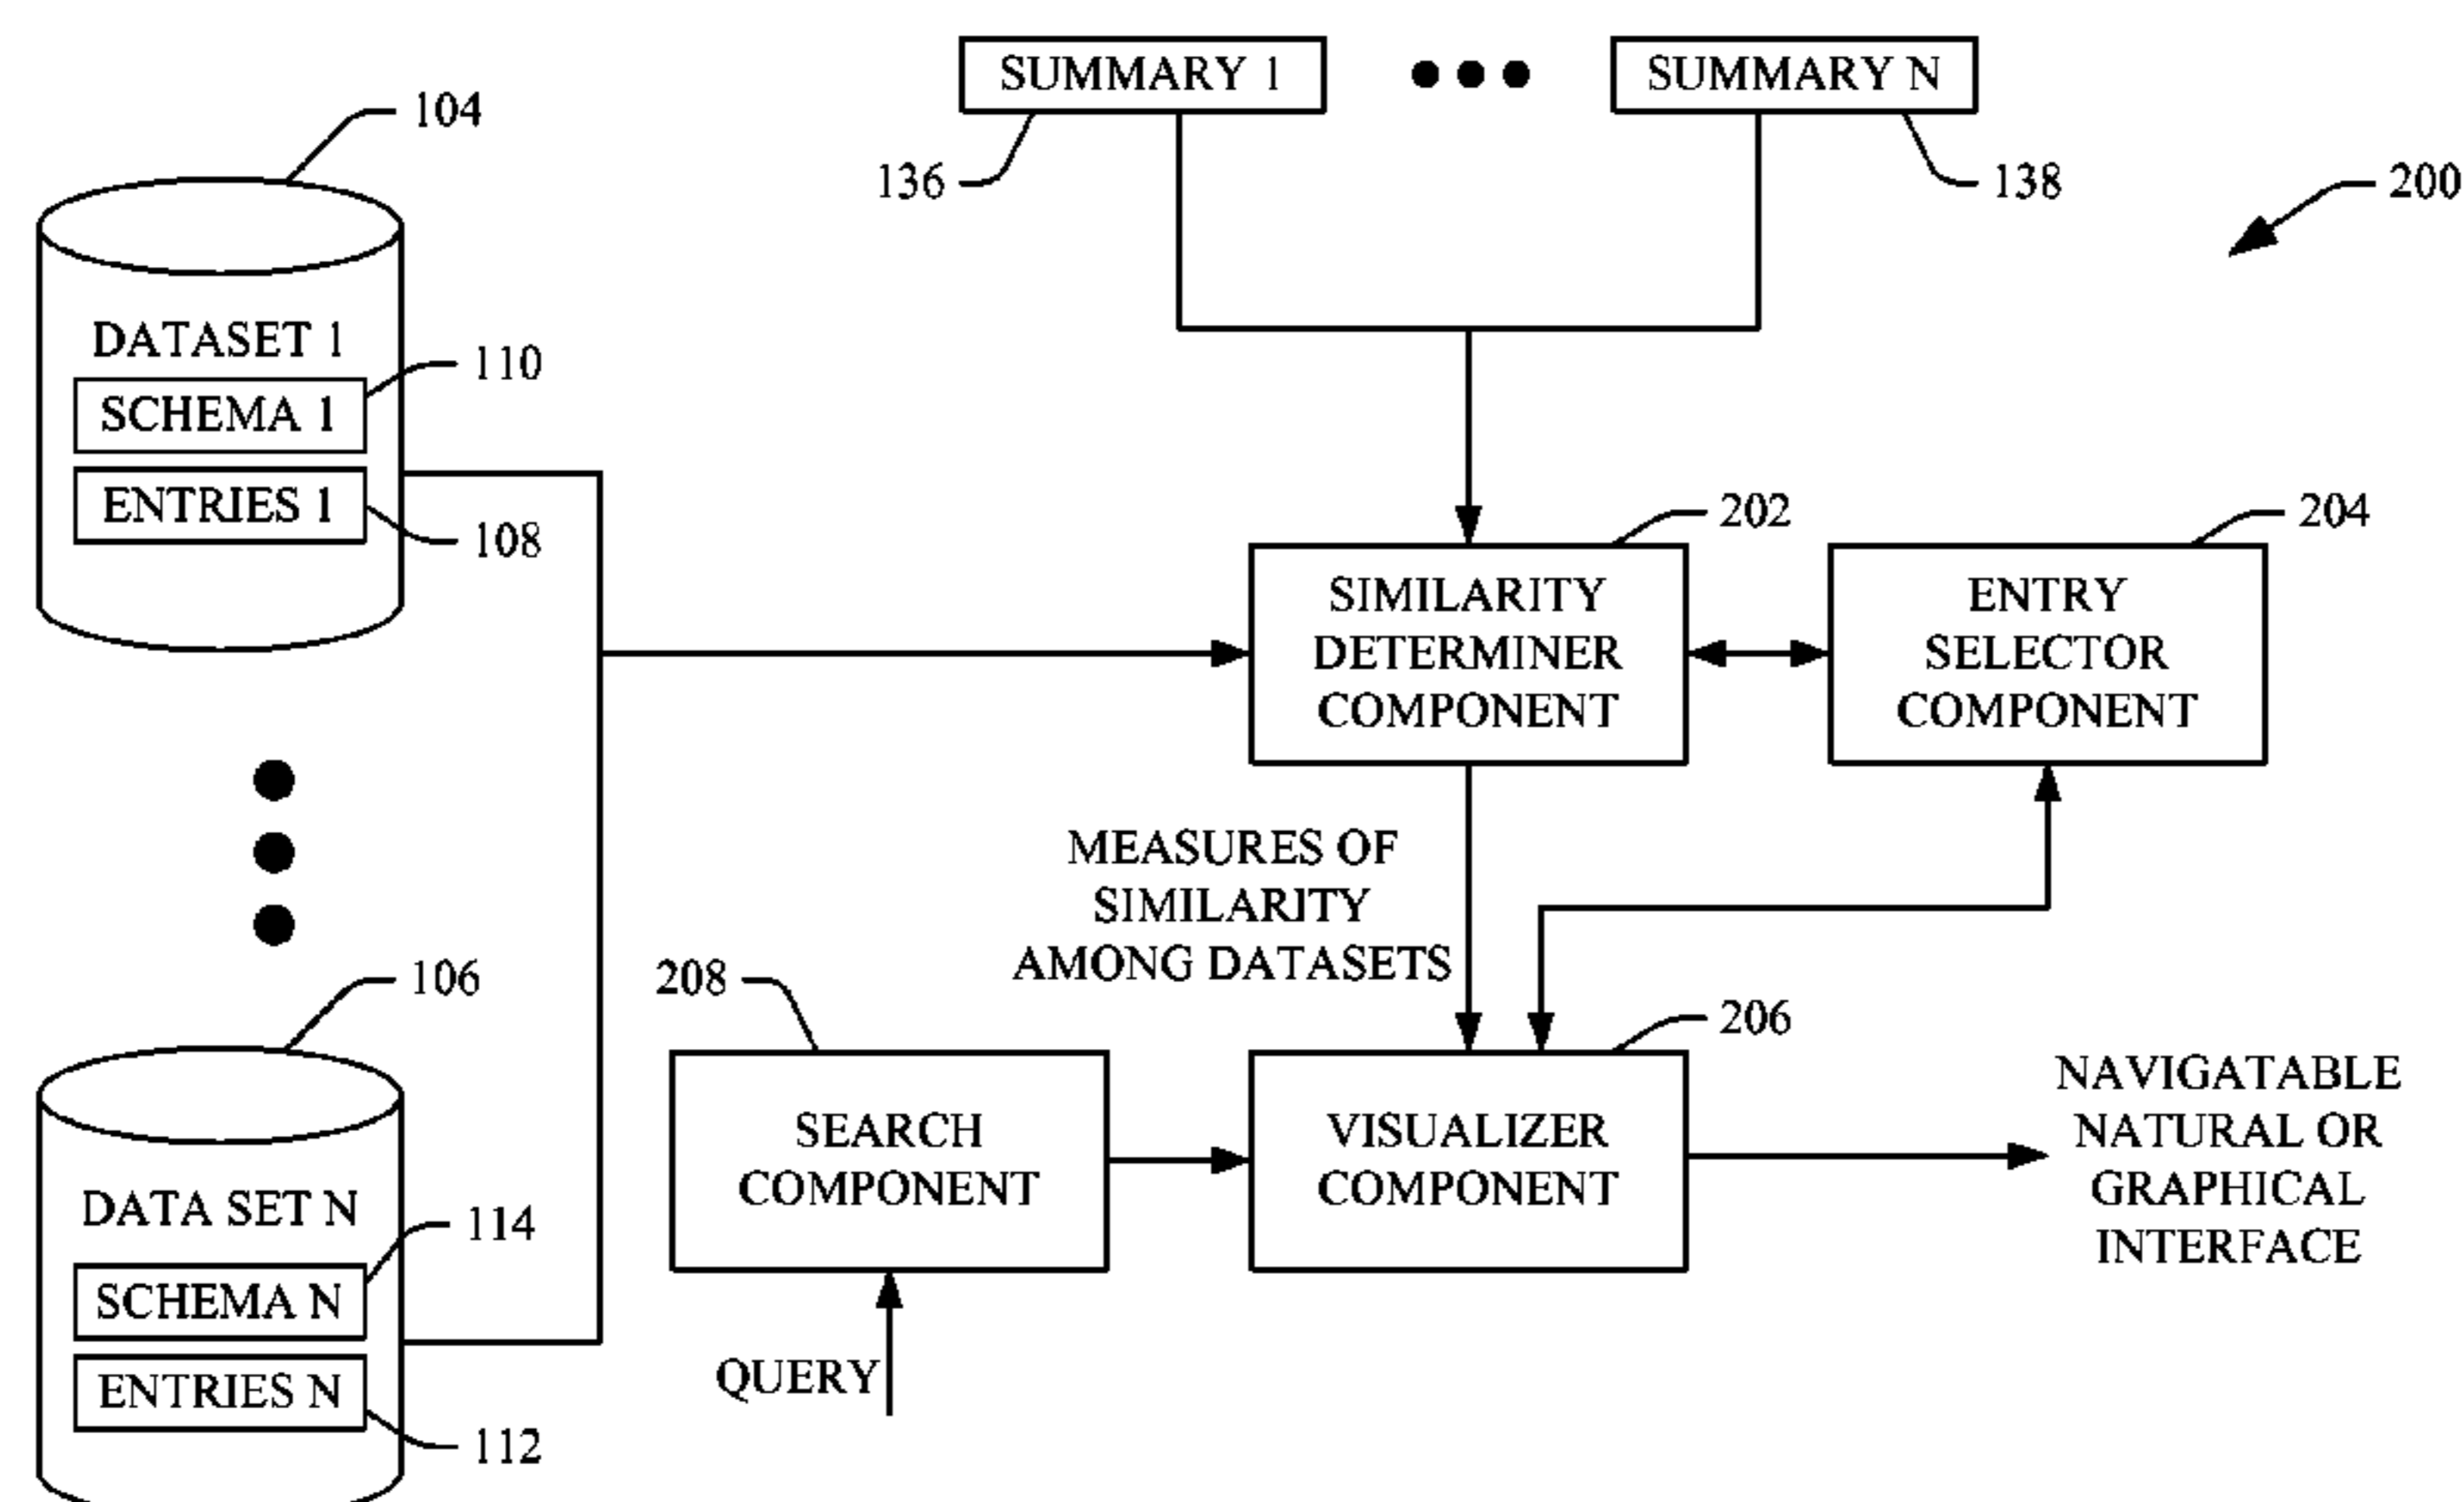 SUMMARY 1
SUMMARY N
104
136
138
200
DATASET 1
110
SCHEMA 1
ENTRIES 1
108
202
204
SIMILARITY
DETERMINER
COMPONENT
ENTRY
SELECTOR
COMPONENT
MEASURES OF
SIMILARITY
AMONG DATASETS
106
208
206
SEARCH
COMPONENT
VISUALIZER
COMPONENT
NAVIGATABLE
NATURAL OR
GRAPHICAL
INTERFACE
DATA SET N
114
SCHEMA N
ENTRIES N
112
QUERY